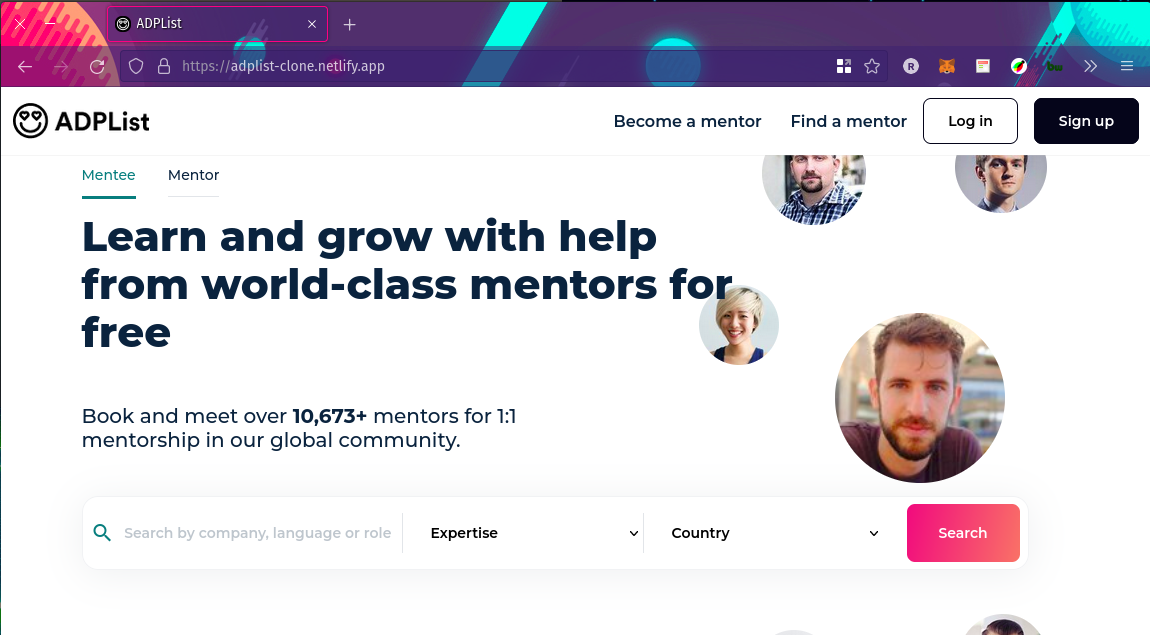 ADPList
https://adplist-clone.netlify.app
R
ADPList
Become a mentor
Find a mentor
Log in
Sign up
Mentee
Mentor
Learn and grow with help
from world-class mentors for
free
Book and meet over 10,673+ mentors for 1:1
mentorship in our global community.
Search by company, language or role
Expertise
Country
Search